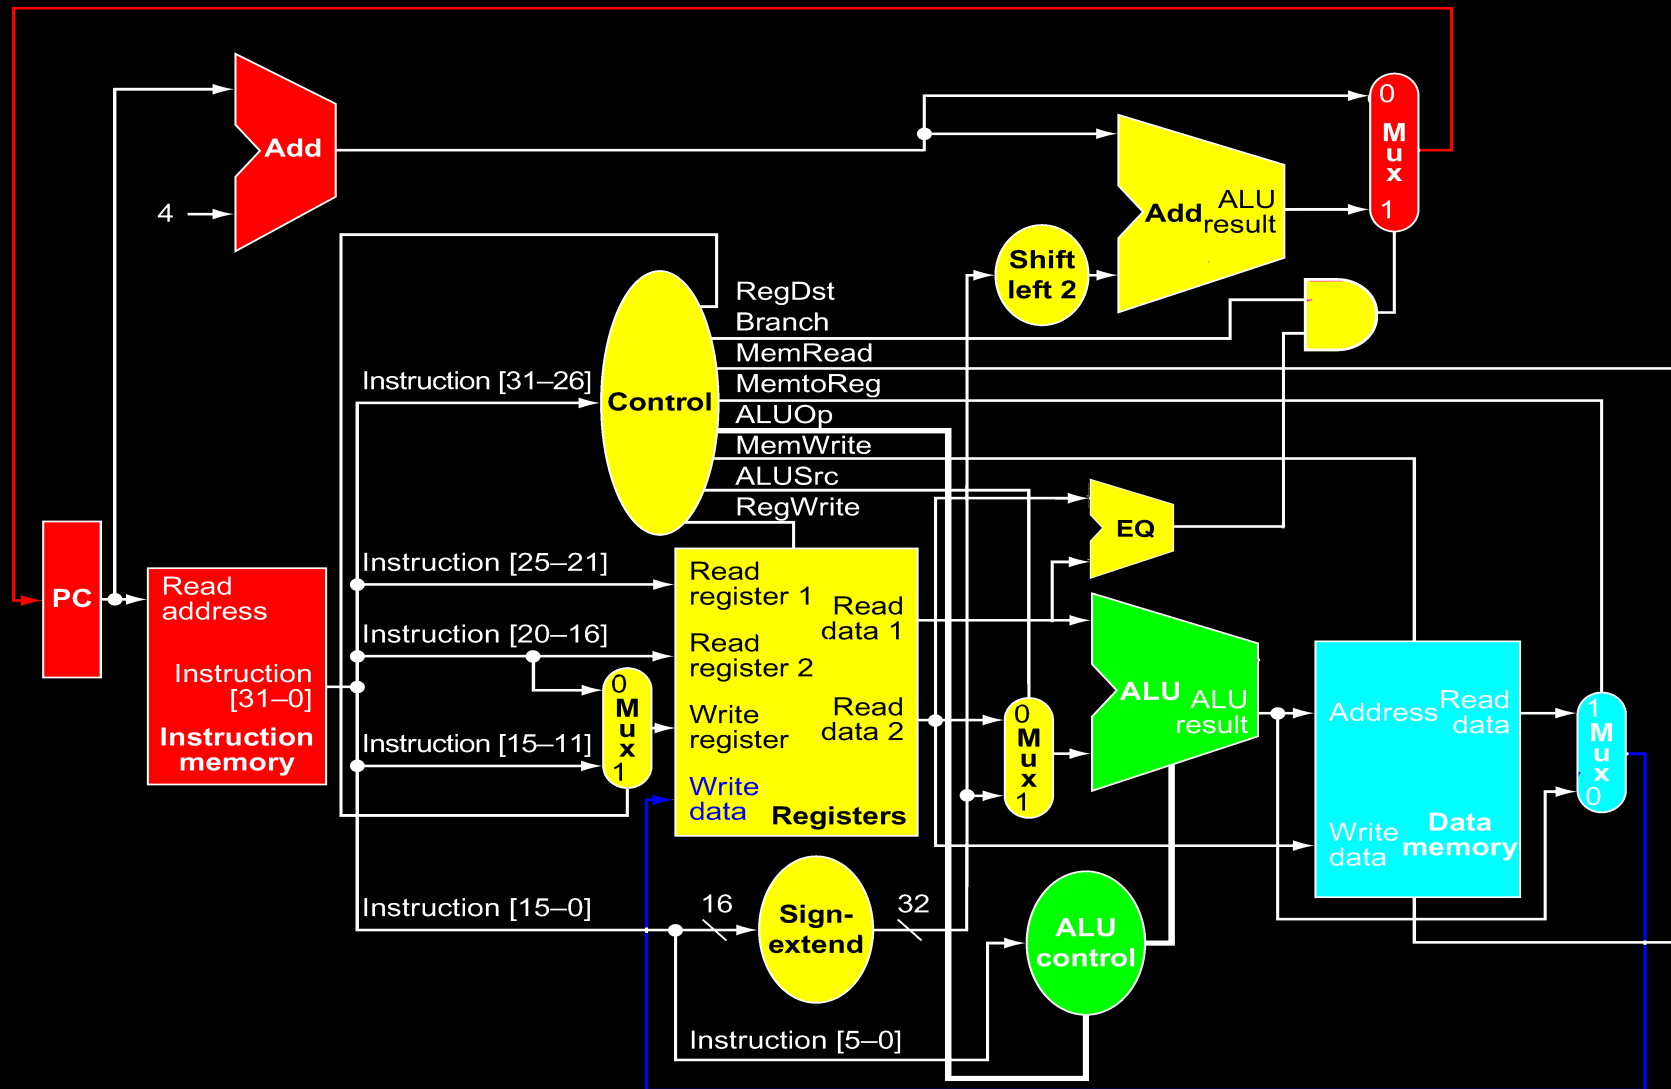 Add
4
0
M
u
x
1
Add
ALU
result
Shift
left 2
RegDst
Branch
MemRead
MemtoReg
ALUOp
MemWrite
ALUSrc
RegWrite
Control
Instruction [31–26]
Instruction [25–21]
Instruction [20–16]
Instruction [15–11]
Instruction [15–0]
Instruction [5–0]
PC
Read
address
Instruction
[31–0]
Instruction
memory
0
M
u
x
1
Read
register 1
Read
register 2
Write
register
Write
data
Read
data 1
Read
data 2
Registers
EQ
0
M
u
x
1
ALU
ALU
result
Address
Read
data
Write
data
Data
memory
1
M
u
x
0
16
Sign-
extend
32
ALU
control